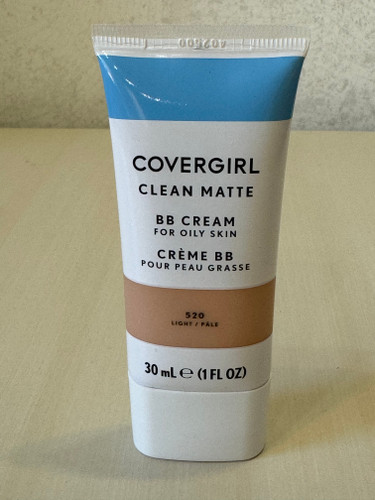 COVERGIRL
CLEAN MATTE
BB CREAM
FOR OILY SKIN
CRÈME BB
POUR PEAU GRASSE
520
LIGHT / PÂLE
30 mL ℮ (1 FL OZ)